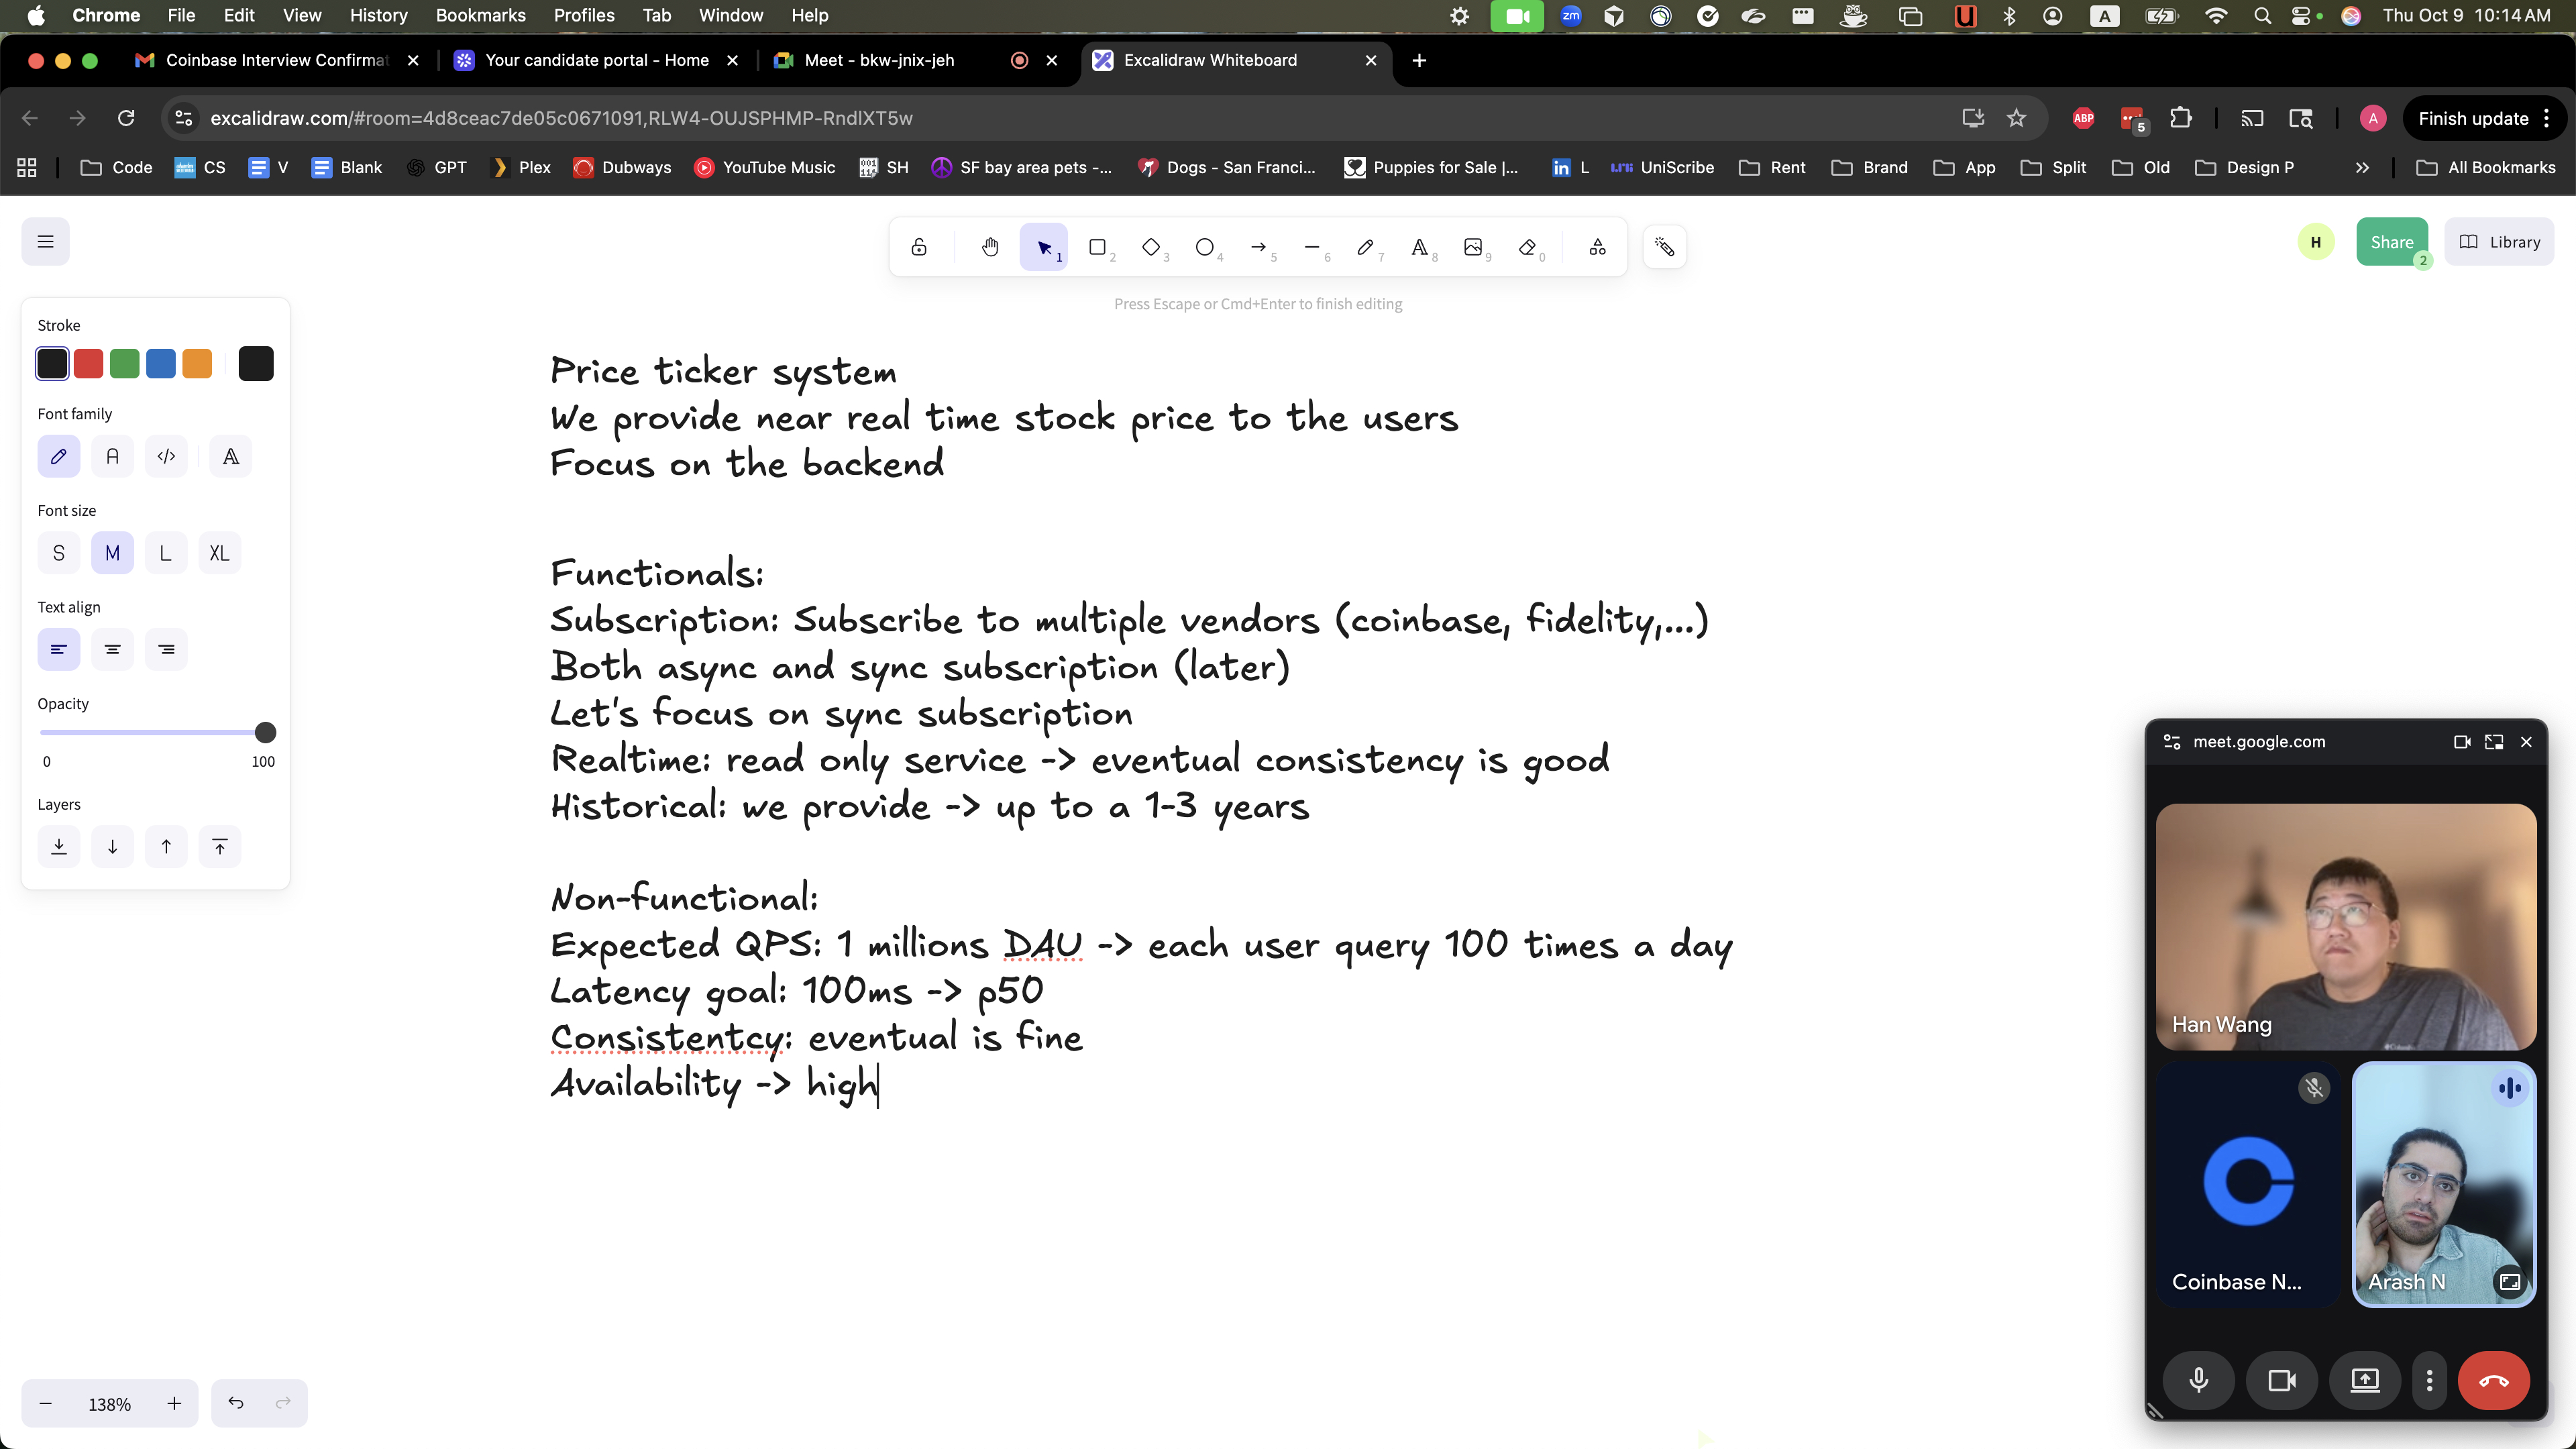 Chrome File Edit View History Bookmarks Profiles Tab Window Help zm U A Thu Oct 9 10:14 AM
Coinbase Interview Confirmat Your candidate portal - Home Meet - bkw-jnix-jeh Excalidraw Whiteboard
excalidraw.com/#room=4d8ceac7de05c0671091,RLW4-OUJSPHMP-RndlXT5w ABP 5 A Finish update
Code CS V Blank GPT Plex Dubways YouTube Music SH SF bay area pets -... Dogs - San Franci... Puppies for Sale |... L UniScribe Rent Brand App Split Old Design P » All Bookmarks
1 2 3 4 5 6 7 8 9 0 H Share 2 Library
Press Escape or Cmd+Enter to finish editing
Stroke
Font family
Font size
S M L XL
Text align
Opacity
0 100
Layers
Price ticker system
We provide near real time stock price to the users
Focus on the backend
Functionals:
Subscription: Subscribe to multiple vendors (coinbase, fidelity,...)
Both async and sync subscription (later)
Let's focus on sync subscription
Realtime: read only service -> eventual consistency is good
Historical: we provide -> up to a 1-3 years
Non-functional:
Expected QPS: 1 millions DAU -> each user query 100 times a day
Latency goal: 100ms -> p50
Consistentcy: eventual is fine
Availability -> high
meet.google.com
Han Wang
Coinbase N...
Arash N
138%